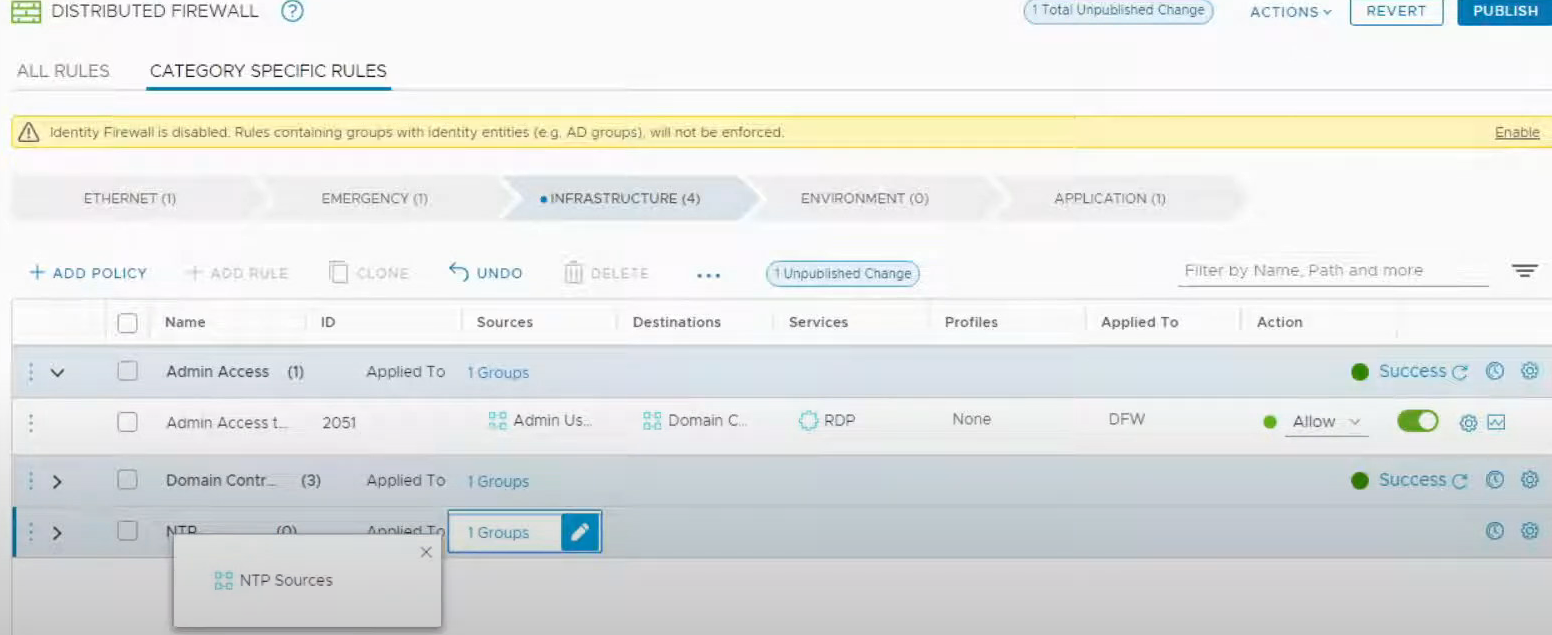 DISTRIBUTED FIREWALL ? 1 Total Unpublished Change ACTIONS REVERT PUBLISH
ALL RULES CATEGORY SPECIFIC RULES
Identity Firewall is disabled. Rules containing groups with identity entities (e.g. AD groups), will not be enforced. Enable
ETHERNET (1) EMERGENCY (1) INFRASTRUCTURE (4) ENVIRONMENT (0) APPLICATION (1)
+ ADD POLICY + ADD RULE CLONE UNDO DELETE ... 1 Unpublished Change Filter by Name, Path and more
Name ID Sources Destinations Services Profiles Applied To Action
Admin Access (1) Applied To 1 Groups Success
Admin Access t... 2051 Admin Us... Domain C... RDP None DFW Allow
Domain Contr... (3) Applied To 1 Groups Success
NTP (0) Applied To 1 Groups
NTP Sources